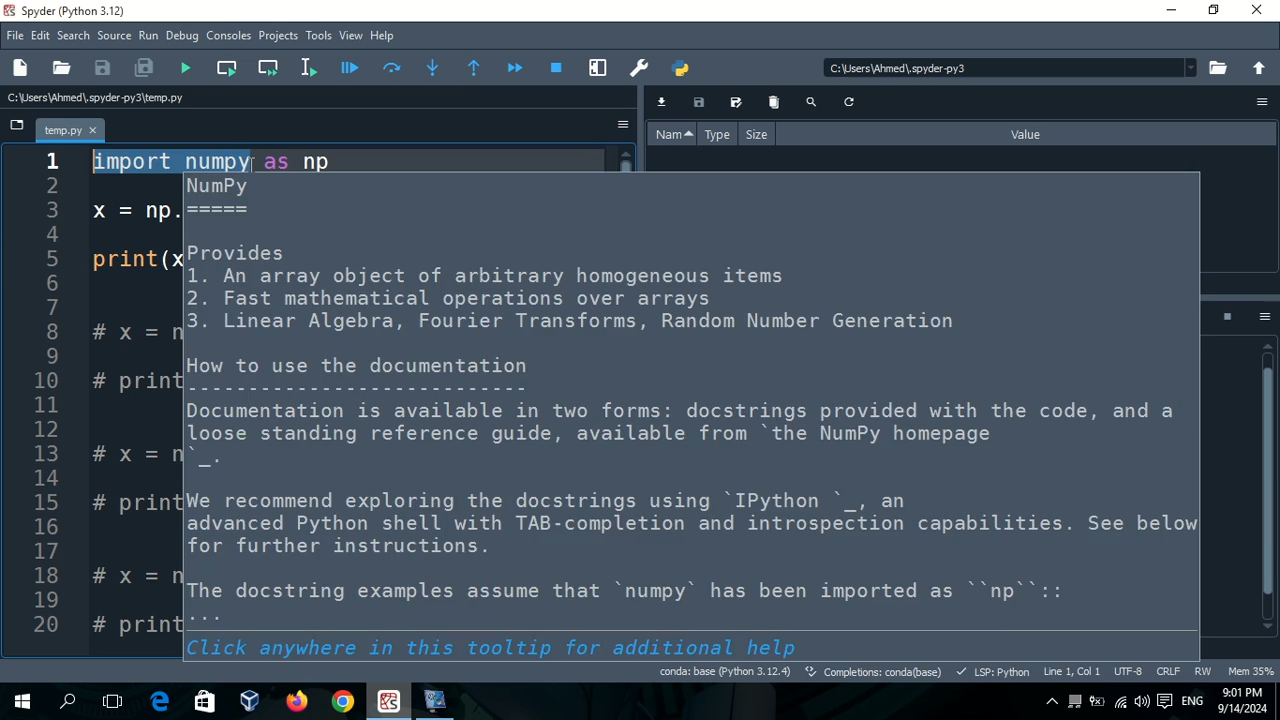 Spyder (Python 3.12)
File Edit Search Source Run Debug Consoles Projects Tools View Help
C:\Users\Ahmed\.spyder-py3
C:\Users\Ahmed\.spyder-py3\temp.py
temp.py
Nam Type Size Value
1 import numpy as np
2
3 x = np.
4
5 print(x
6
7
8 # x = n
9
10 # print
11
12
13 # x = n
14
15 # print
16
17
18 # x = n
19
20 # print
NumPy
=====
Provides
1. An array object of arbitrary homogeneous items
2. Fast mathematical operations over arrays
3. Linear Algebra, Fourier Transforms, Random Number Generation
How to use the documentation
----------------------------
Documentation is available in two forms: docstrings provided with the code, and a
loose standing reference guide, available from `the NumPy homepage
`_.
We recommend exploring the docstrings using `IPython `_, an
advanced Python shell with TAB-completion and introspection capabilities. See below
for further instructions.
The docstring examples assume that `numpy` has been imported as ``np``::
...
Click anywhere in this tooltip for additional help
conda: base (Python 3.12.4) Completions: conda(base) LSP: Python Line 1, Col 1 UTF-8 CRLF RW Mem 35%
ENG
9:01 PM
9/14/2024